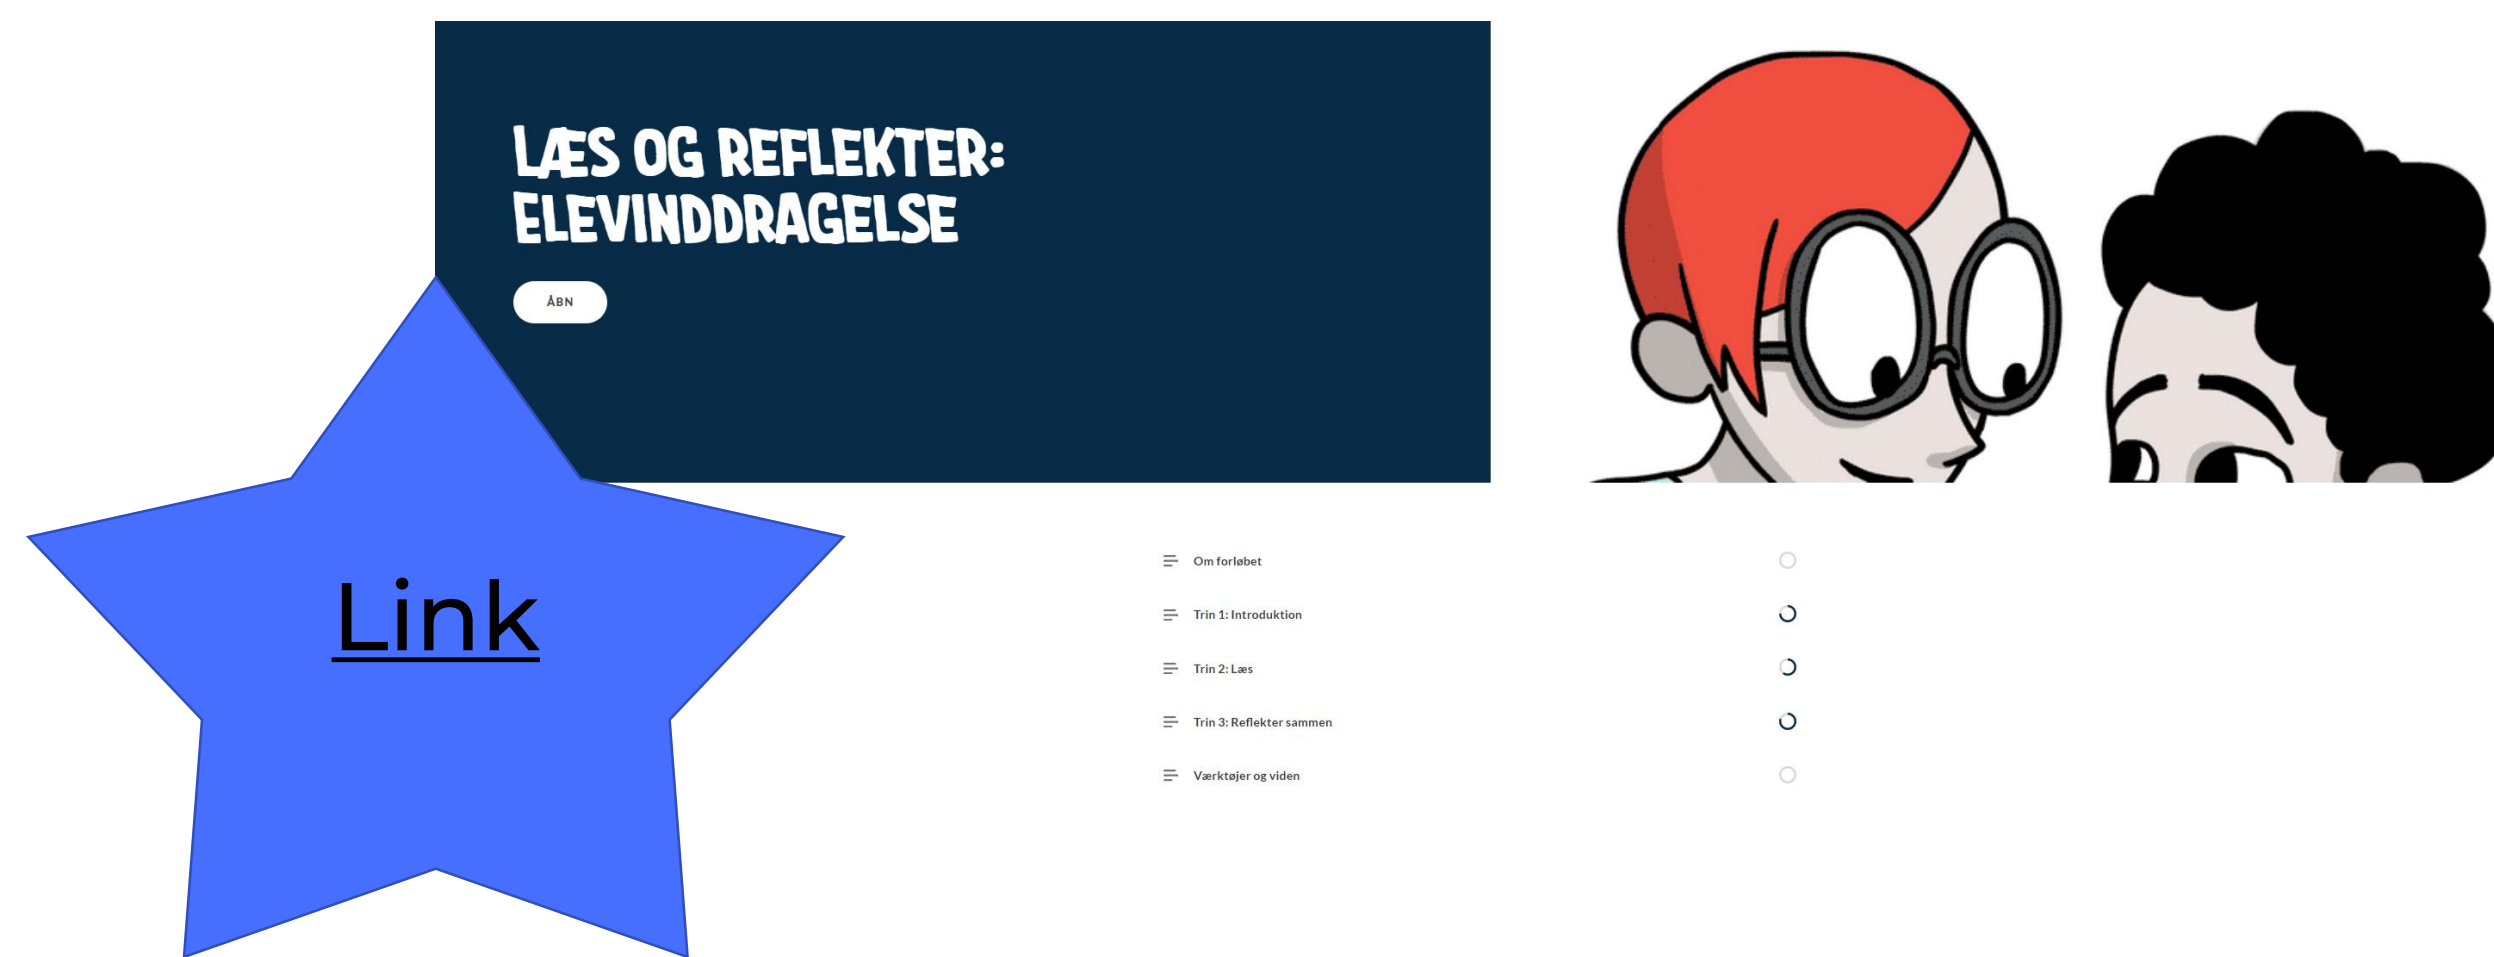 LÆS OG REFLEKTER:
ELEVINDDRAGELSE
ÅBN
Link
Om forløbet
Trin 1: Introduktion
Trin 2: Læs
Trin 3: Reflekter sammen
Værktøjer og viden